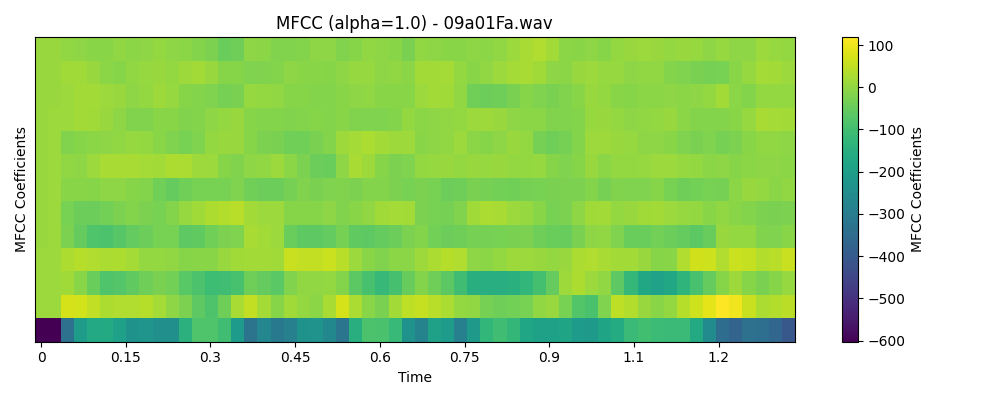 MFCC (alpha=1.0) - 09a01Fa.wav
MFCC Coefficients
0 0.15 0.3 0.45 0.6 0.75 0.9 1.1 1.2
Time
100
0
−100
−200
−300
−400
−500
−600
MFCC Coefficients